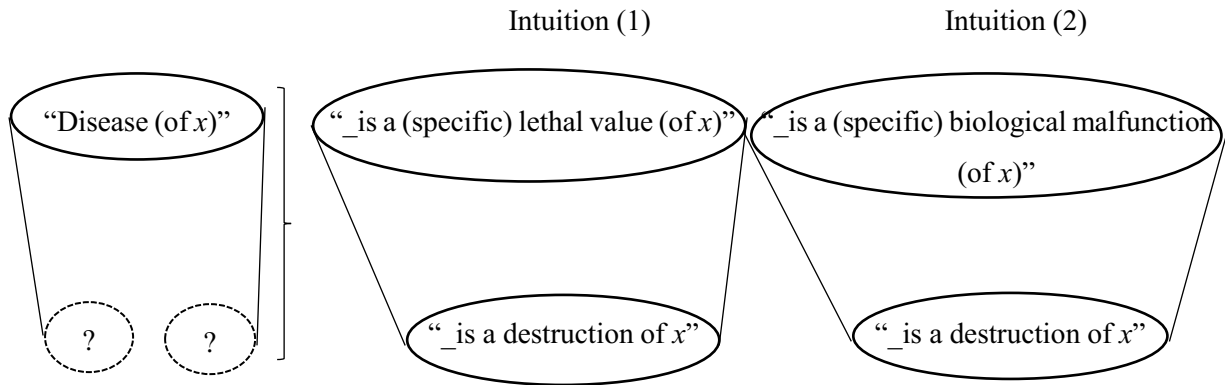 Intuition (1)
Intuition (2)
“Disease (of x)”
“_is a (specific) lethal value (of x)”
“_is a (specific) biological malfunction
(of x)”
?
?
“_is a destruction of x”
“_is a destruction of x”